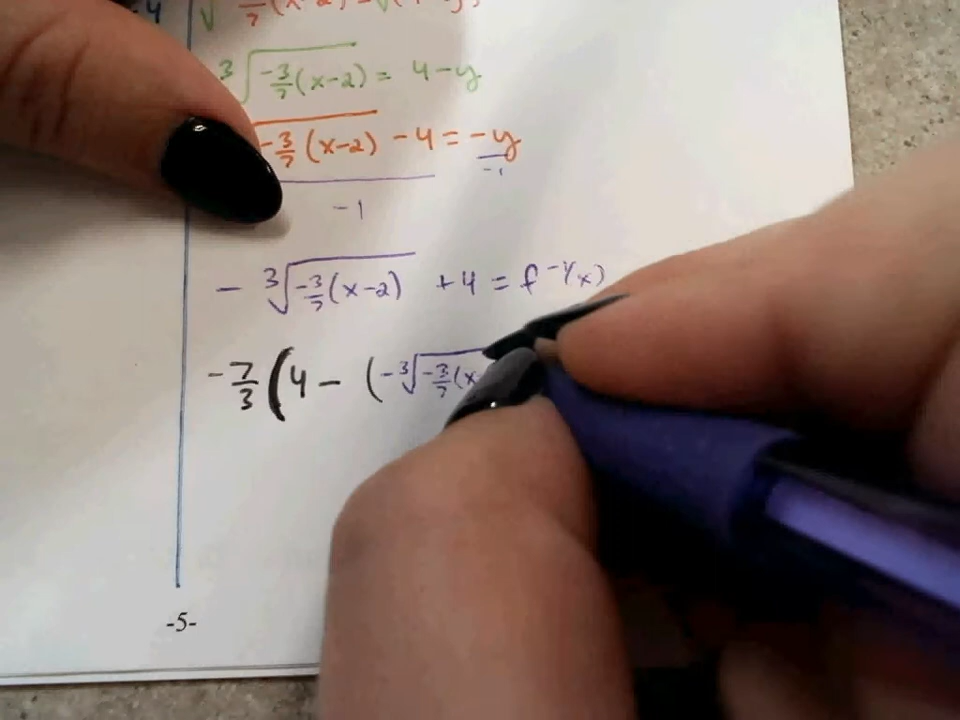 ∛(-3/7 (x-2)) = 4-y
-3/7 (x-2) -4 = -y
-1 -1
- ∛(-3/7 (x-2)) +4 = f⁻¹(x)
-7/3 (4 - (-∛(-3/7 (x
-5-